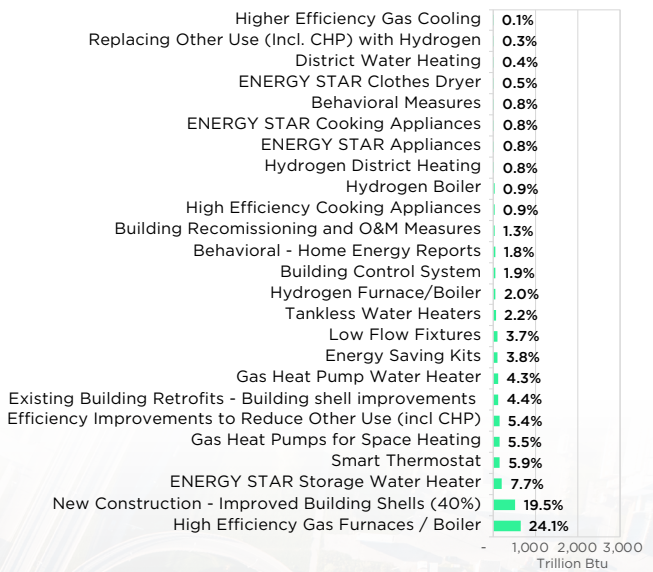 Higher Efficiency Gas Cooling 0.1%
Replacing Other Use (Incl. CHP) with Hydrogen 0.3%
District Water Heating 0.4%
ENERGY STAR Clothes Dryer 0.5%
Behavioral Measures 0.8%
ENERGY STAR Cooking Appliances 0.8%
ENERGY STAR Appliances 0.8%
Hydrogen District Heating 0.8%
Hydrogen Boiler 0.9%
High Efficiency Cooking Appliances 0.9%
Building Recomissioning and O&M Measures 1.3%
Behavioral - Home Energy Reports 1.8%
Building Control System 1.9%
Hydrogen Furnace/Boiler 2.0%
Tankless Water Heaters 2.2%
Low Flow Fixtures 3.7%
Energy Saving Kits 3.8%
Gas Heat Pump Water Heater 4.3%
Existing Building Retrofits - Building shell improvements 4.4%
Efficiency Improvements to Reduce Other Use (incl CHP) 5.4%
Gas Heat Pumps for Space Heating 5.5%
Smart Thermostat 5.9%
ENERGY STAR Storage Water Heater 7.7%
New Construction - Improved Building Shells (40%) 19.5%
High Efficiency Gas Furnaces / Boiler 24.1%
- 1,000 2,000 3,000
Trillion Btu